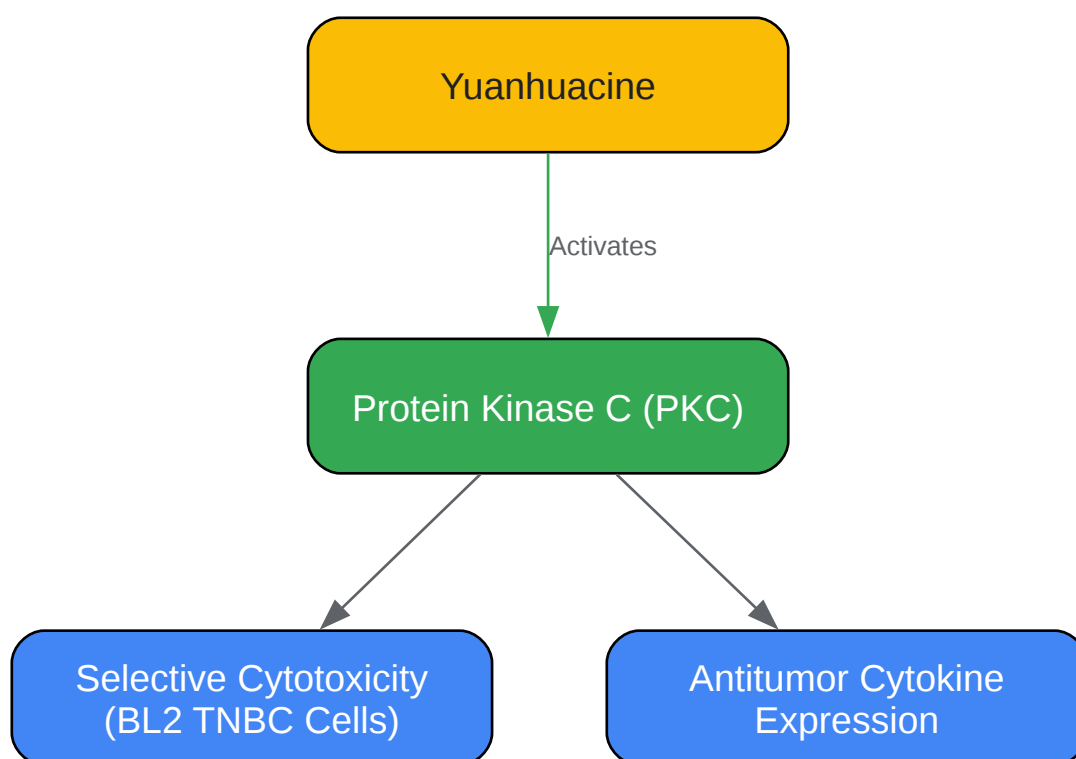 Yuanhuacine
Activates
Protein Kinase C (PKC)
Selective Cytotoxicity
(BL2 TNBC Cells)
Antitumor Cytokine
Expression